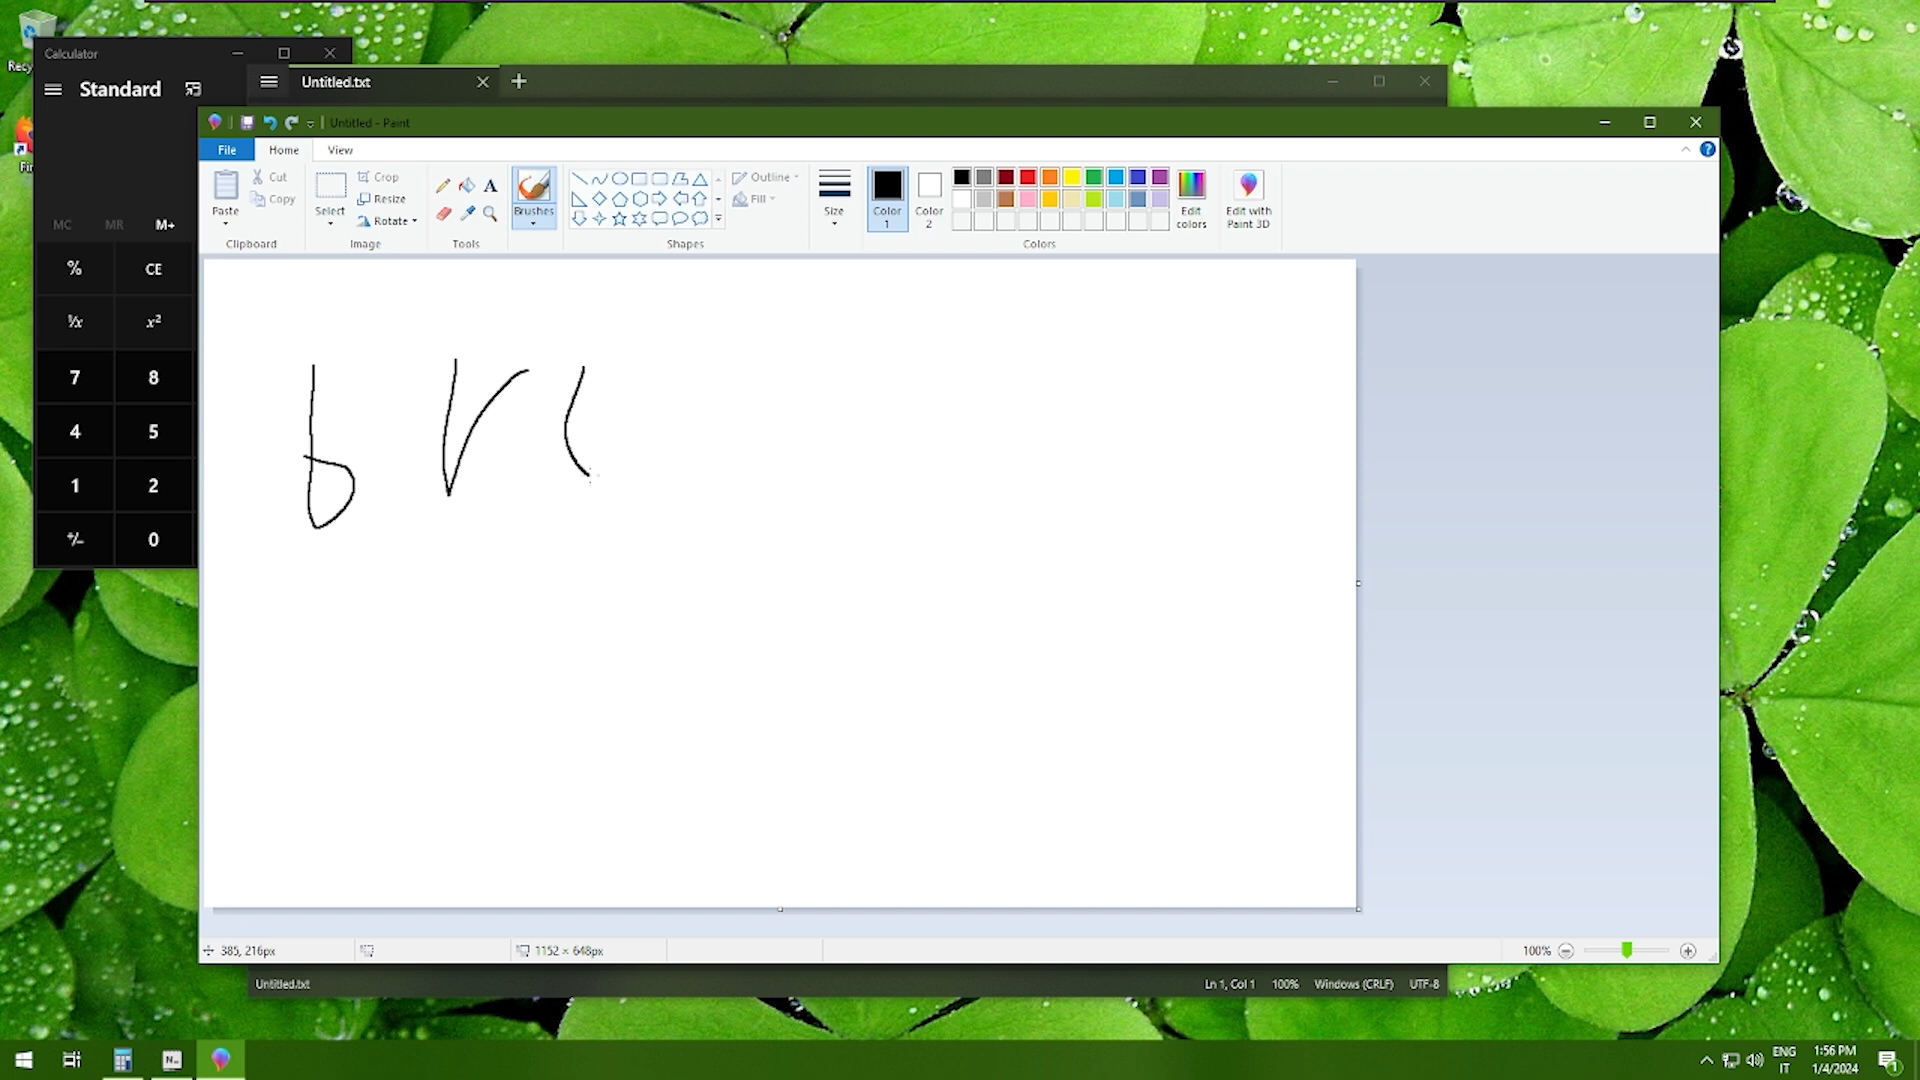 Recy
Calculator
Standard
Untitled.txt
Untitled - Paint
File Home View
Paste
Cut
Copy
Clipboard
Select
Crop
Resize
Rotate
Image
A
Tools
Brushes
Shapes
Outline
Fill
Size
Color 1
Color 2
Edit colors
Colors
Edit with Paint 3D
Fir
MC MR M+
% CE
¹⁄x x²
7 8
4 5
1 2
⁺⁄₋ 0
385, 216px
1152 × 648px
100%
Untitled.txt
Ln 1, Col 1 100% Windows (CRLF) UTF-8
N
ENG
IT
1:56 PM
1/4/2024
1